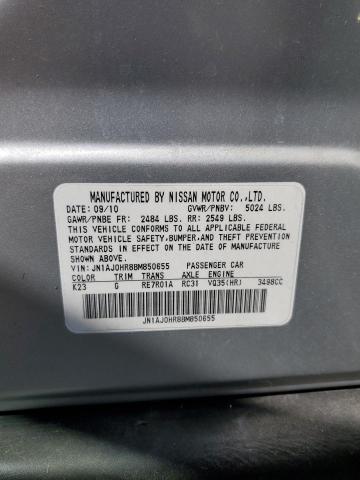 MANUFACTURED BY NISSAN MOTOR CO.,LTD.
DATE: 09/10 GVWR/PNBV: 5024 LBS.
GAWR/PNBE FR: 2484 LBS. RR: 2549 LBS.
THIS VEHICLE CONFORMS TO ALL APPLICABLE FEDERAL
MOTOR VEHICLE SAFETY,BUMPER,AND THEFT PREVENTION
STANDARDS IN EFFECT ON THE DATE OF MANUFACTURE
SHOWN ABOVE.
VIN: JN1AJ0HR8BM850655 PASSENGER CAR
COLOR TRIM TRANS AXLE ENGINE
K23 G RE7R01A RC31 VQ35(HR) 3498CC
JN1AJ0HR8BM850655